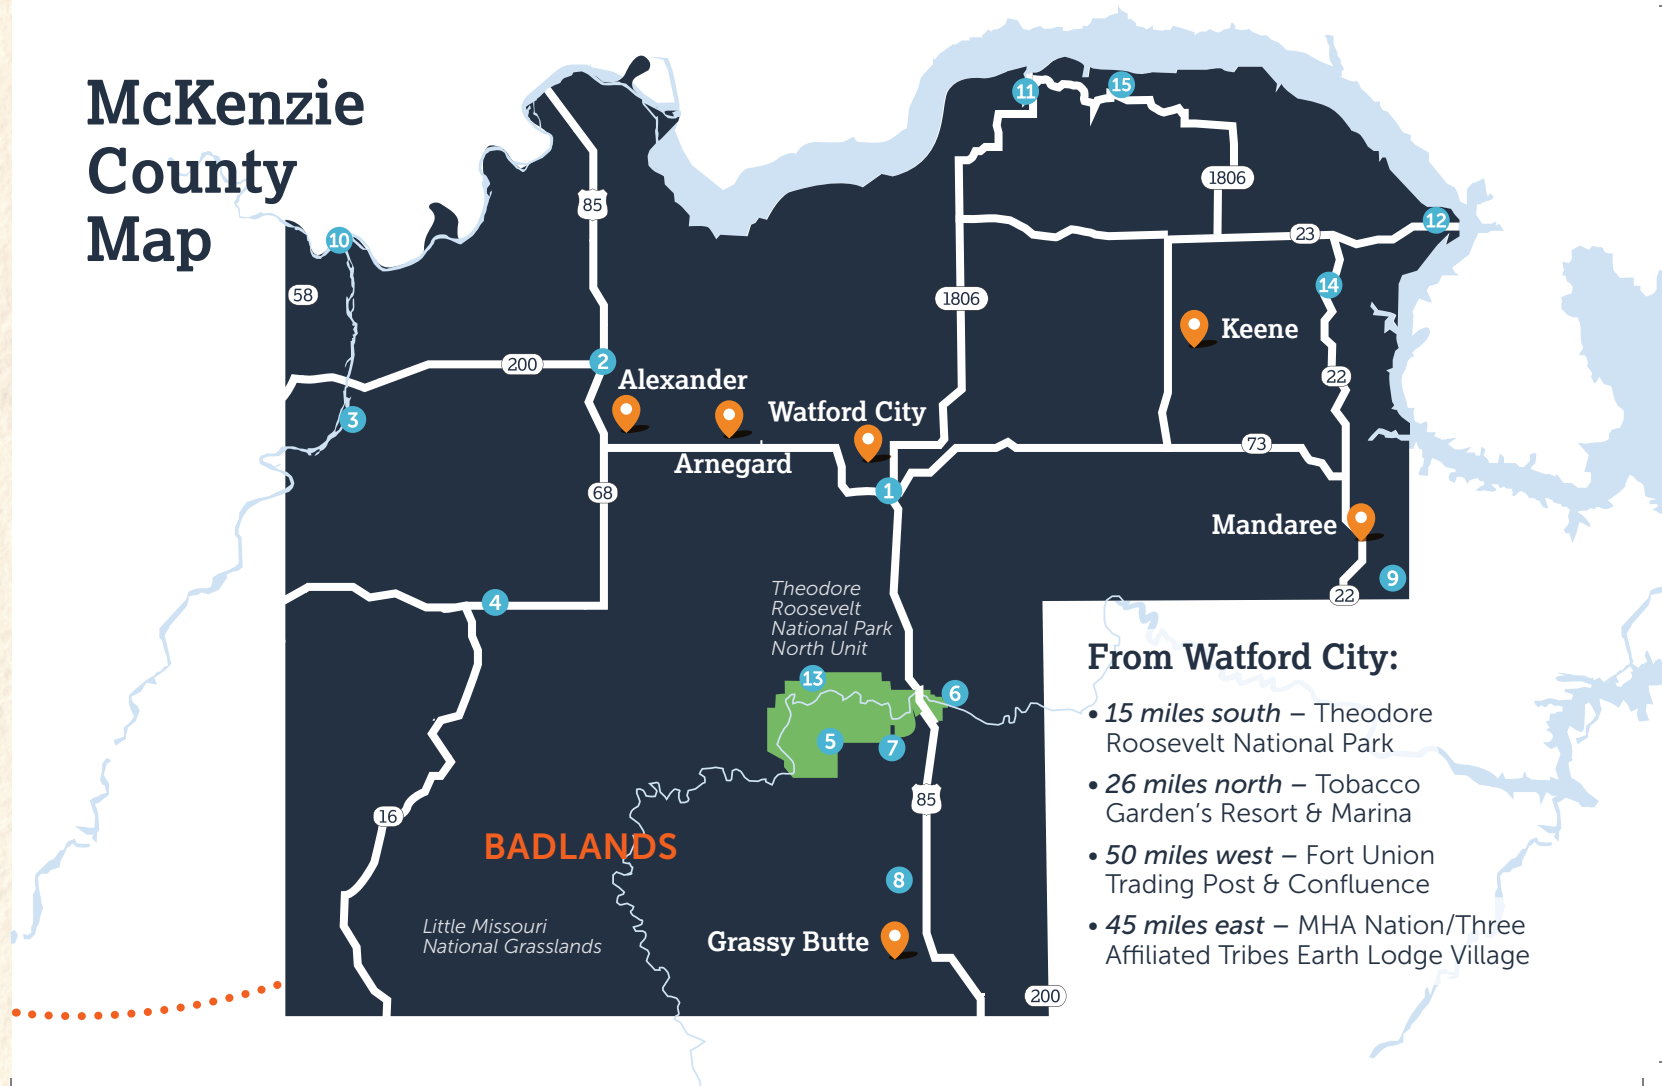 McKenzie
County
Map
11
15
85
1806
10
12
23
58
14
1806
Keene
200
2
22
Alexander
3
Watford City
73
Arnegard
68
1
Mandaree
9
Theodore
Roosevelt
National Park
North Unit
22
4
13
6
5
7
85
16
BADLANDS
8
Little Missouri
National Grasslands
Grassy Butte
200
From Watford City:
• 15 miles south – Theodore
Roosevelt National Park
• 26 miles north – Tobacco
Garden's Resort & Marina
• 50 miles west – Fort Union
Trading Post & Confluence
• 45 miles east – MHA Nation/Three
Affiliated Tribes Earth Lodge Village